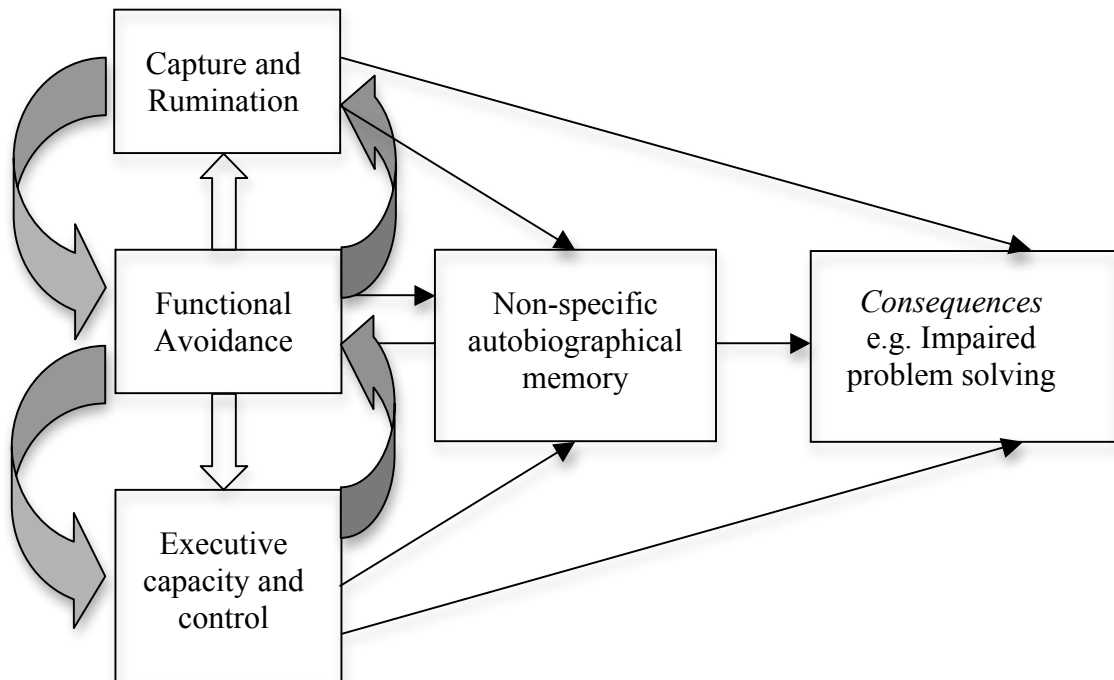 Capture and
Rumination
Functional
Avoidance
Non-specific
autobiographical
memory
Consequences
e.g. Impaired
problem solving
Executive
capacity and
control